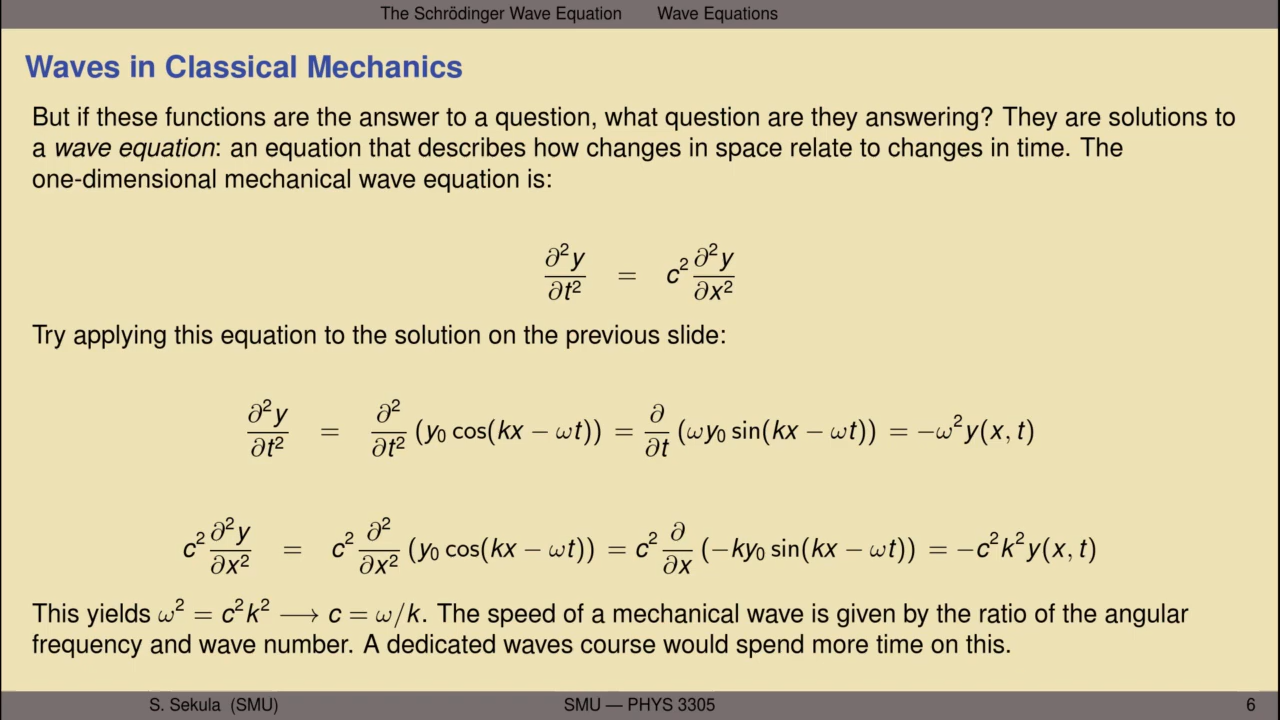 The Schrödinger Wave Equation Wave Equations
Waves in Classical Mechanics
But if these functions are the answer to a question, what question are they answering? They are solutions to
a wave equation: an equation that describes how changes in space relate to changes in time. The
one-dimensional mechanical wave equation is:
∂²y/∂t² = c² ∂²y/∂x²
Try applying this equation to the solution on the previous slide:
∂²y/∂t² = ∂²/∂t² (y₀ cos(kx − ωt)) = ∂/∂t (ωy₀ sin(kx − ωt)) = −ω²y(x, t)
c² ∂²y/∂x² = c² ∂²/∂x² (y₀ cos(kx − ωt)) = c² ∂/∂x (−ky₀ sin(kx − ωt)) = −c²k²y(x, t)
This yields ω² = c²k² ⟶ c = ω/k. The speed of a mechanical wave is given by the ratio of the angular
frequency and wave number. A dedicated waves course would spend more time on this.
S. Sekula (SMU) SMU — PHYS 3305 6